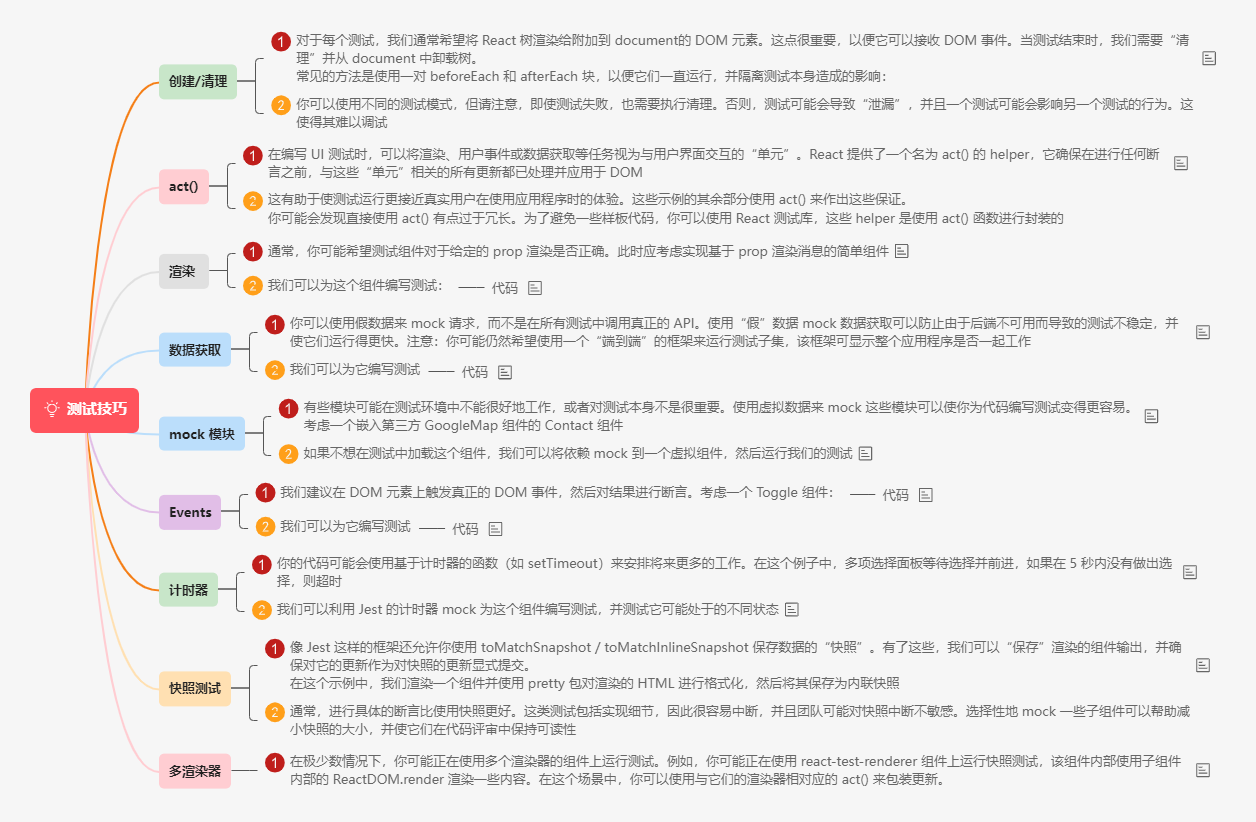 测试技巧
创建/清理
1 对于每个测试，我们通常希望将 React 树渲染给附加到 document的 DOM 元素。这点很重要，以便它可以接收 DOM 事件。当测试结束时，我们需要“清
理”并从 document 中卸载树。
常见的方法是使用一对 beforeEach 和 afterEach 块，以便它们一直运行，并隔离测试本身造成的影响：
2 你可以使用不同的测试模式，但请注意，即使测试失败，也需要执行清理。否则，测试可能会导致“泄漏”，并且一个测试可能会影响另一个测试的行为。这
使得其难以调试
act()
1 在编写 UI 测试时，可以将渲染、用户事件或数据获取等任务视为与用户界面交互的“单元”。React 提供了一个名为 act() 的 helper，它确保在进行任何断
言之前，与这些“单元”相关的所有更新都已处理并应用于 DOM
2 这有助于使测试运行更接近真实用户在使用应用程序时的体验。这些示例的其余部分使用 act() 来作出这些保证。
你可能会发现直接使用 act() 有点过于冗长。为了避免一些样板代码，你可以使用 React 测试库，这些 helper 是使用 act() 函数进行封装的
渲染
1 通常，你可能希望测试组件对于给定的 prop 渲染是否正确。此时应考虑实现基于 prop 渲染消息的简单组件
2 我们可以为这个组件编写测试： 代码
数据获取
1 你可以使用假数据来 mock 请求，而不是在所有测试中调用真正的 API。使用“假”数据 mock 数据获取可以防止由于后端不可用而导致的测试不稳定，并
使它们运行得更快。注意：你可能仍然希望使用一个“端到端”的框架来运行测试子集，该框架可显示整个应用程序是否一起工作
2 我们可以为它编写测试 代码
mock 模块
1 有些模块可能在测试环境中不能很好地工作，或者对测试本身不是很重要。使用虚拟数据来 mock 这些模块可以使你为代码编写测试变得更容易。
考虑一个嵌入第三方 GoogleMap 组件的 Contact 组件
2 如果不想在测试中加载这个组件，我们可以将依赖 mock 到一个虚拟组件，然后运行我们的测试
Events
1 我们建议在 DOM 元素上触发真正的 DOM 事件，然后对结果进行断言。考虑一个 Toggle 组件： 代码
2 我们可以为它编写测试 代码
计时器
1 你的代码可能会使用基于计时器的函数（如 setTimeout）来安排将来更多的工作。在这个例子中，多项选择面板等待选择并前进，如果在 5 秒内没有做出选
择，则超时
2 我们可以利用 Jest 的计时器 mock 为这个组件编写测试，并测试它可能处于的不同状态
快照测试
1 像 Jest 这样的框架还允许你使用 toMatchSnapshot / toMatchInlineSnapshot 保存数据的“快照”。有了这些，我们可以“保存”渲染的组件输出，并确
保对它的更新作为对快照的更新显式提交。
在这个示例中，我们渲染一个组件并使用 pretty 包对渲染的 HTML 进行格式化，然后将其保存为内联快照
2 通常，进行具体的断言比使用快照更好。这类测试包括实现细节，因此很容易中断，并且团队可能对快照中断不敏感。选择性地 mock 一些子组件可以帮助减
小快照的大小，并使它们在代码评审中保持可读性
多渲染器
1 在极少数情况下，你可能正在使用多个渲染器的组件上运行测试。例如，你可能正在使用 react-test-renderer 组件上运行快照测试，该组件内部使用子组件
内部的 ReactDOM.render 渲染一些内容。在这个场景中，你可以使用与它们的渲染器相对应的 act() 来包装更新。